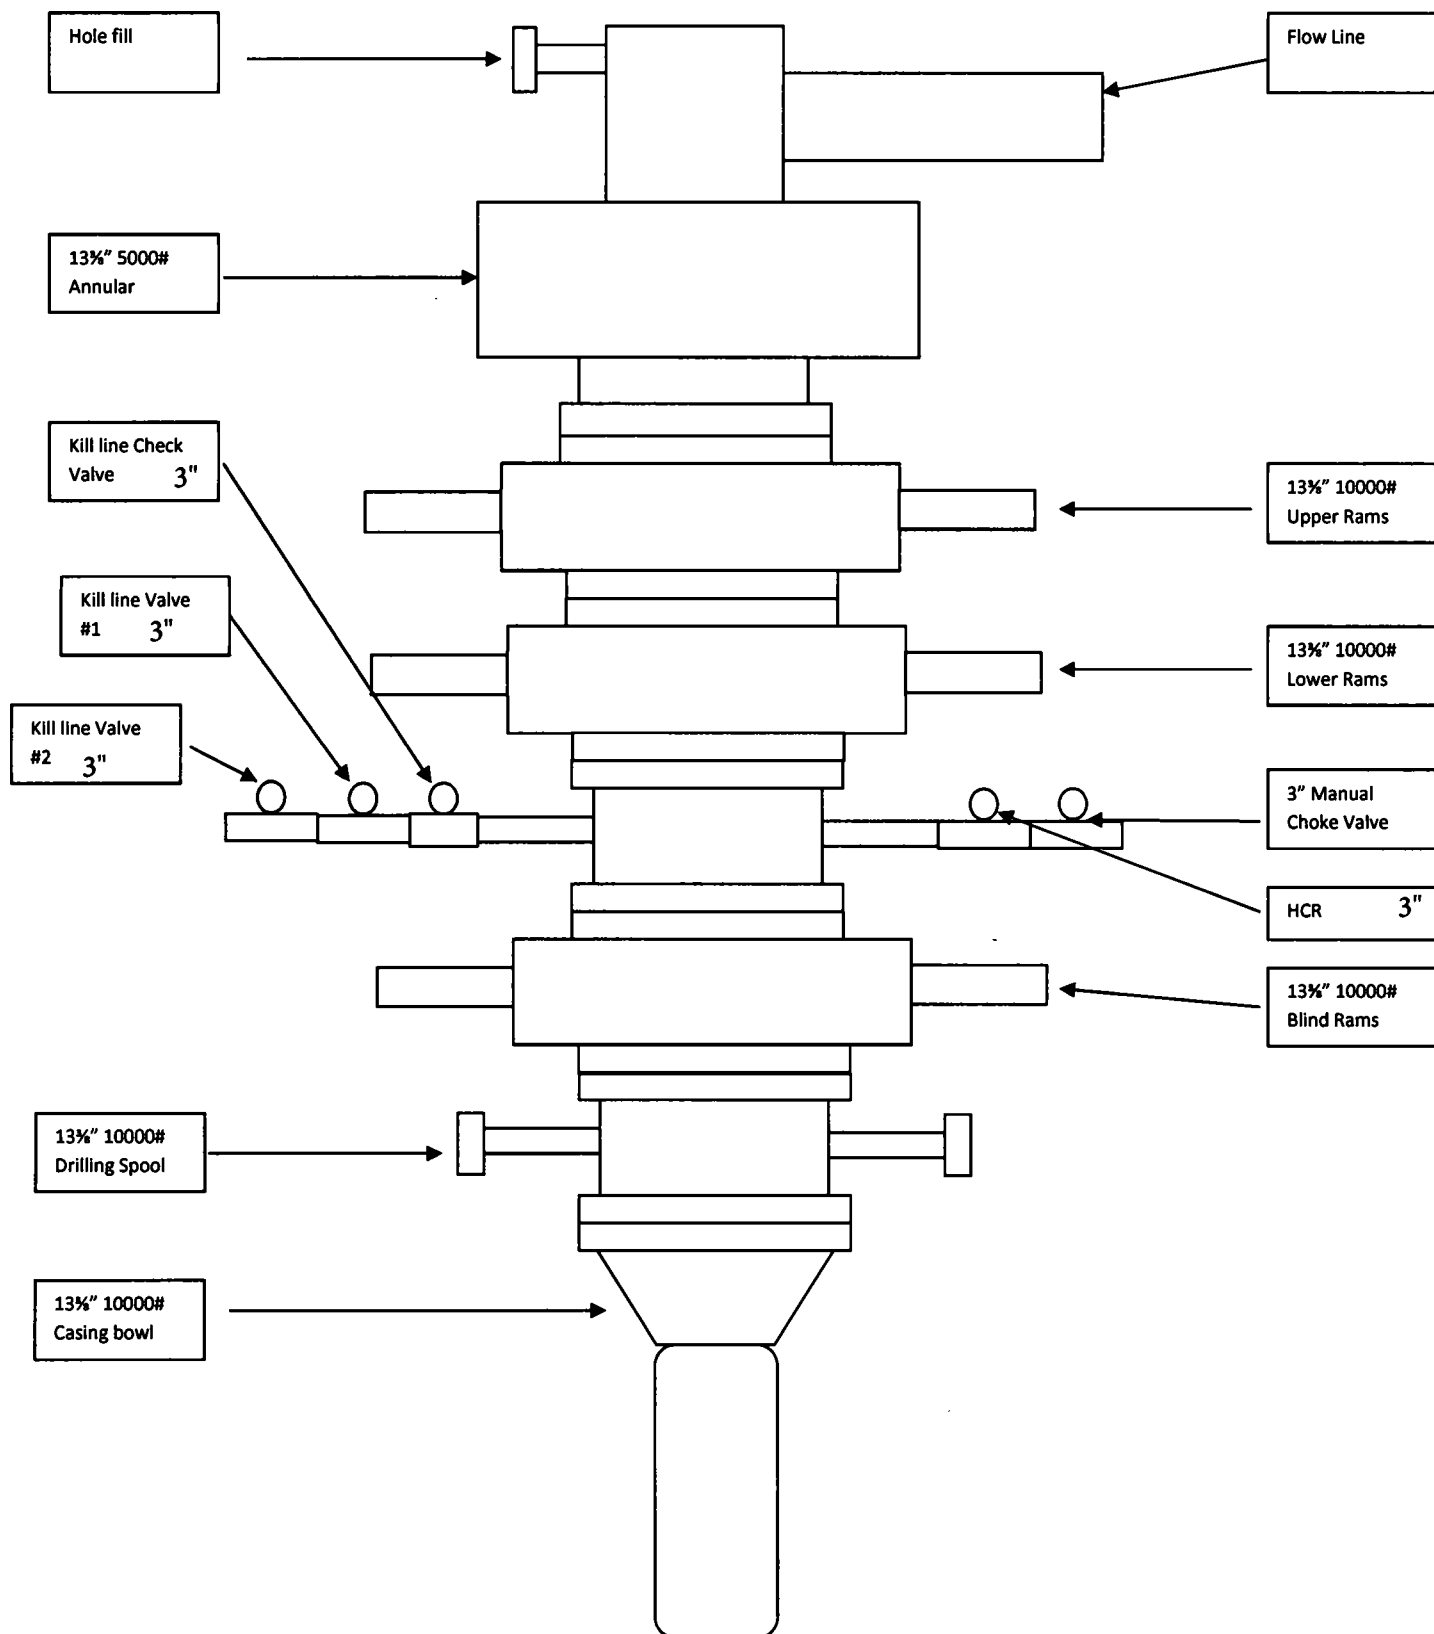 Hole fill
Flow Line
13⅝” 5000#
Annular
Kill line Check
Valve 3"
13⅝” 10000#
Upper Rams
Kill line Valve
#1 3"
13⅝” 10000#
Lower Rams
Kill line Valve
#2 3"
3” Manual
Choke Valve
HCR 3"
13⅝” 10000#
Blind Rams
13⅝” 10000#
Drilling Spool
13⅝” 10000#
Casing bowl